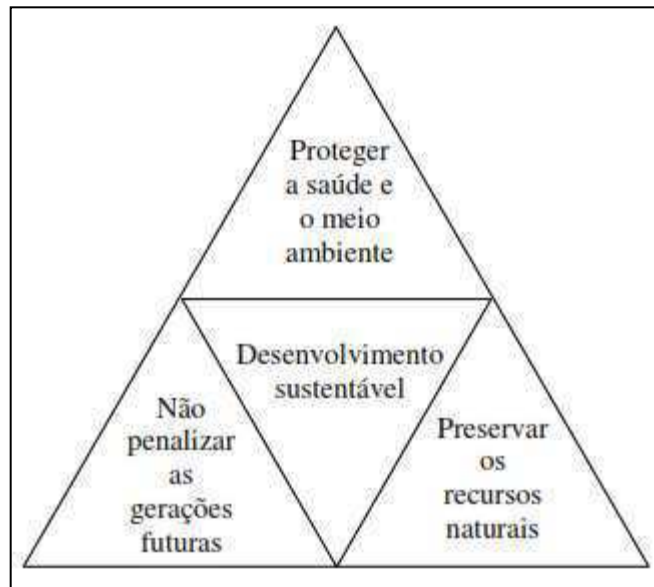 Proteger
a saúde e
o meio
ambiente
Desenvolvimento
sustentável
Não
penalizar
as
gerações
futuras
Preservar
os
recursos
naturais